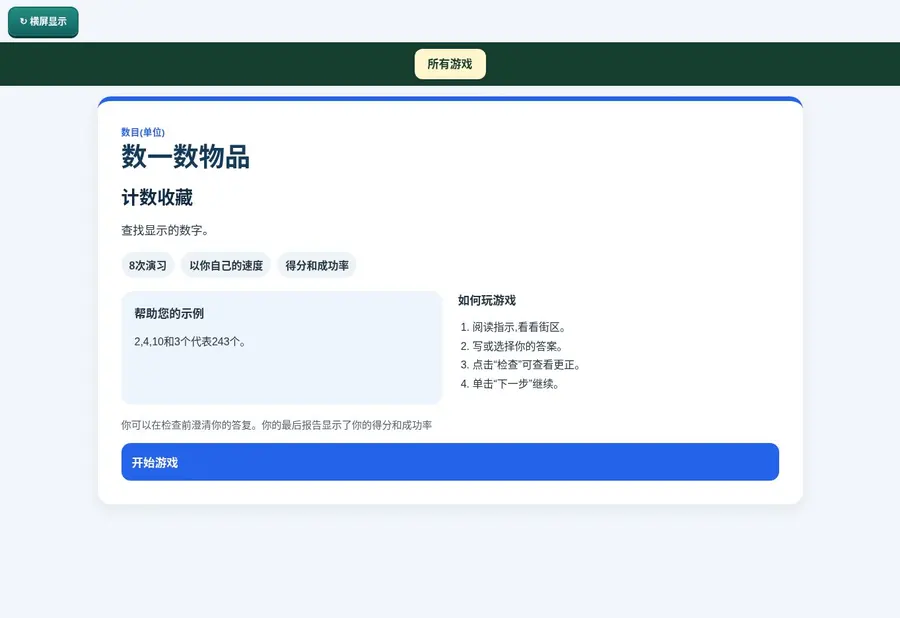 ↻ 横屏显示
所有游戏
数目(单位)
数一数物品
计数收藏
查找显示的数字。
8次演习 以你自己的速度 得分和成功率
帮助您的示例
2,4,10和3个代表243个。
如何玩游戏
1. 阅读指示,看看街区。
2. 写或选择你的答案。
3. 点击“检查”可查看更正。
4. 单击“下一步”继续。
你可以在检查前澄清你的答复。你的最后报告显示了你的得分和成功率
开始游戏